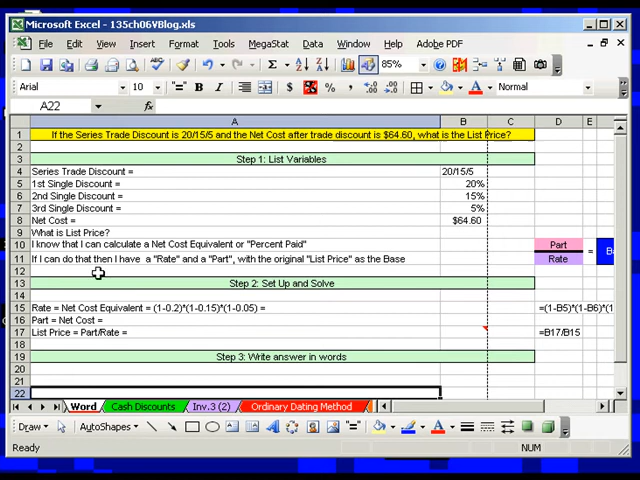 Microsoft Excel - 135ch06VBlog.xls
File Edit View Insert Format Tools MegaStat Data Window Help Adobe PDF
Σ 85%
Arial 10 B $ % Normal
A22 fx
A B C D E
1 If the Series Trade Discount is 20/15/5 and the Net Cost after trade discount is $64.60, what is the List Price?
2
3 Step 1: List Variables
4 Series Trade Discount = 20/15/5
5 1st Single Discount = 20%
6 2nd Single Discount = 15%
7 3rd Single Discount = 5%
8 Net Cost = $64.60
9 What is List Price?
10 I know that I can calculate a Net Cost Equivalent or "Percent Paid" Part
11 If I can do that then I have a "Rate" and a "Part", with the original "List Price" as the Base Rate = Ba
12
13 Step 2: Set Up and Solve
14
15 Rate = Net Cost Equivalent = (1-0.2)*(1-0.15)*(1-0.05) = =(1-B5)*(1-B6)*(1
16 Part = Net Cost =
17 List Price = Part/Rate = =B17/B15
18
19 Step 3: Write answer in words
20
21
22
Word Cash Discounts Inv.3 (2) Ordinary Dating Method
Draw AutoShapes
Ready NUM